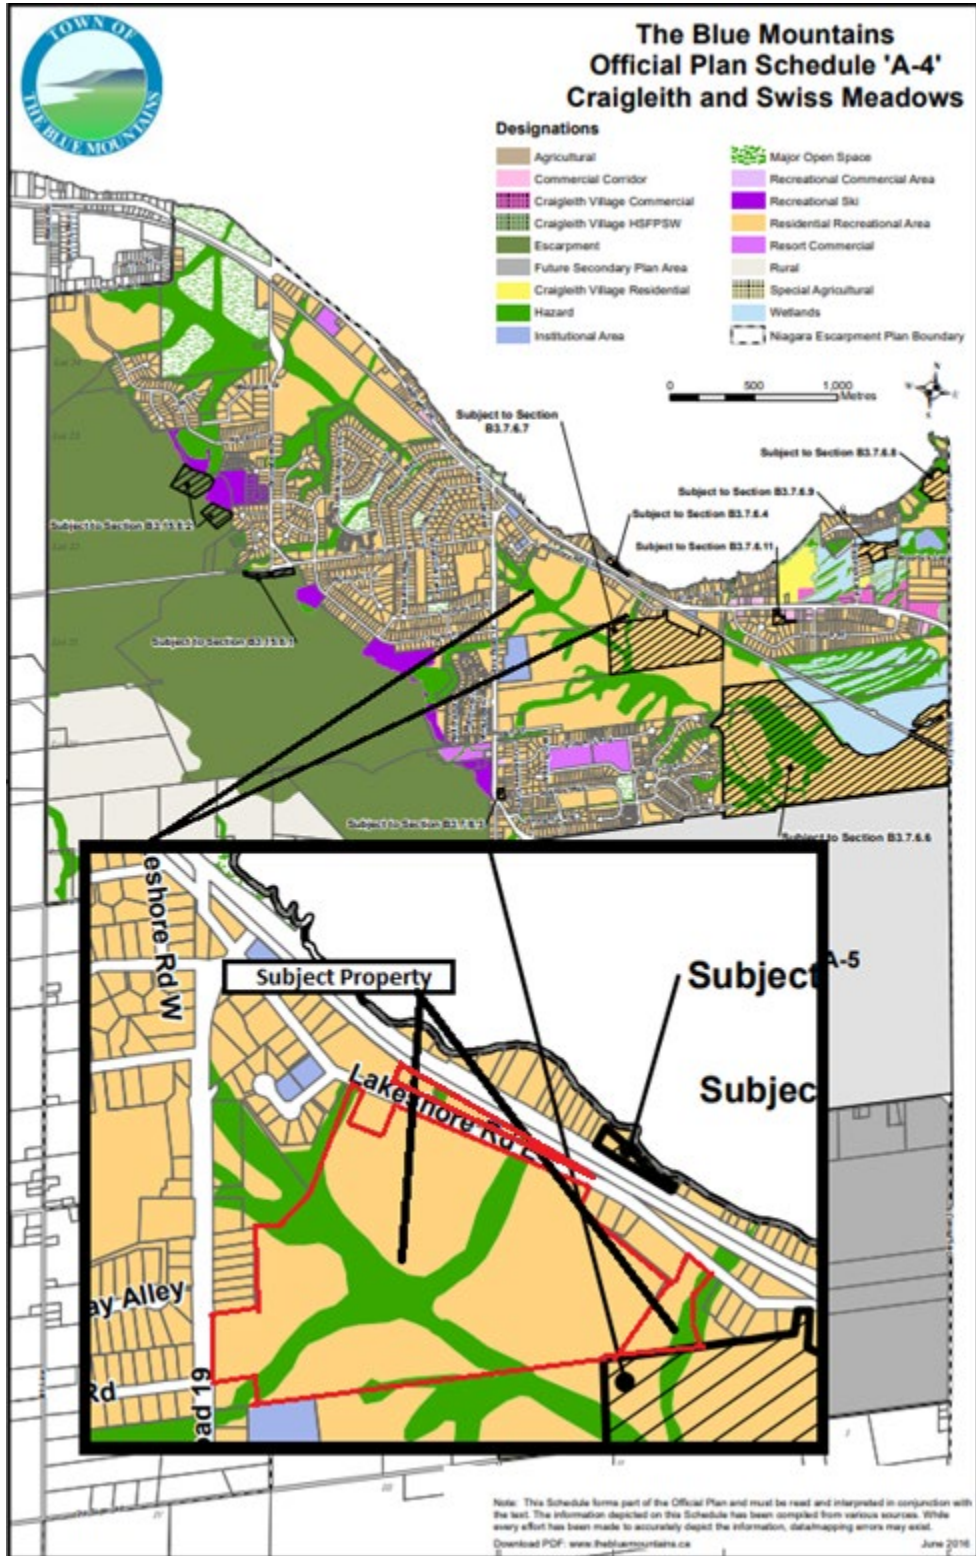 TOWN OF
THE BLUE MOUNTAINS
The Blue Mountains
Official Plan Schedule 'A-4'
Craigleith and Swiss Meadows
Designations
Agricultural
Commercial Corridor
Craigleith Village Commercial
Craigleith Village HSFPSW
Escarpment
Future Secondary Plan Area
Craigleith Village Residential
Hazard
Institutional Area
Major Open Space
Recreational Commercial Area
Recreational Ski
Residential Recreational Area
Resort Commercial
Rural
Special Agricultural
Wetlands
Niagara Escarpment Plan Boundary
0 500 1,000
Metres
N
W E
S
Subject to Section
B3.7.6.7
Subject to Section B3.7.6.8
Subject to Section B3.7.6.9
Subject to Section B3.7.6.4
Subject to Section B3.7.6.11
Subject to Section B3.15.8.2
Subject to Section B3.15.8.1
Subject to Section B3.7.6.3
Subject to Section B3.7.6.6
eshore Rd W
Subject Property
Subject
A-5
Subjec
Lakeshore Rd E
ay Alley
Rd
oad 19
Note: This Schedule forms part of the Official Plan and must be read and interpreted in conjunction with
the text. The information depicted on this Schedule has been compiled from various sources. While
every effort has been made to accurately depict the information, data/mapping errors may exist.
Download PDF: www.thebluemountains.ca
June 2016